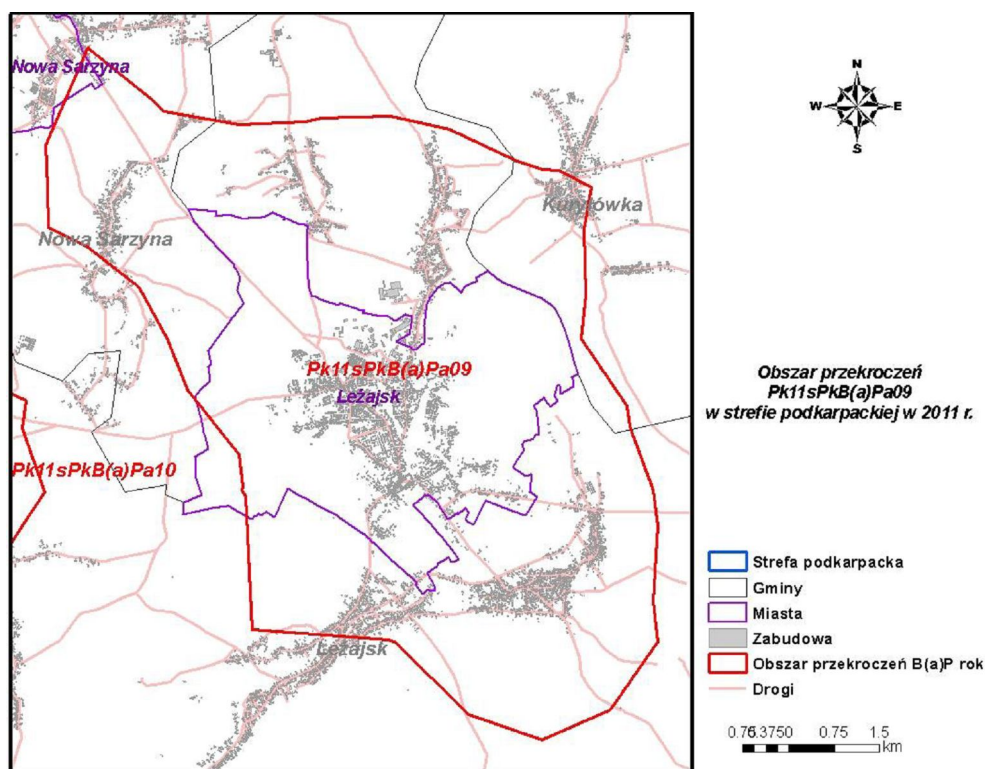 Nowa Sarzyna
Nowa Sarzyna
Kuryłówka
Pk11sPkB(a)Pa09
Leżajsk
Pk11sPkB(a)Pa10
Leżajsk
N
W E
S
Obszar przekroczeń
Pk11sPkB(a)Pa09
w strefie podkarpackiej w 2011 r.
Strefa podkarpacka
Gminy
Miasta
Zabudowa
Obszar przekroczeń B(a)P rok
Drogi
0.75 1.5
km